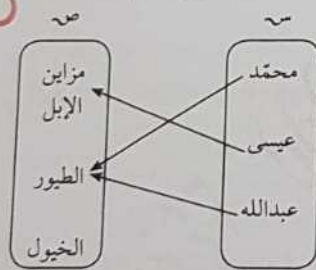 س
ص
محمّد
عيسى
عبدالله
مزاين
الإبل
الطيور
الخيول